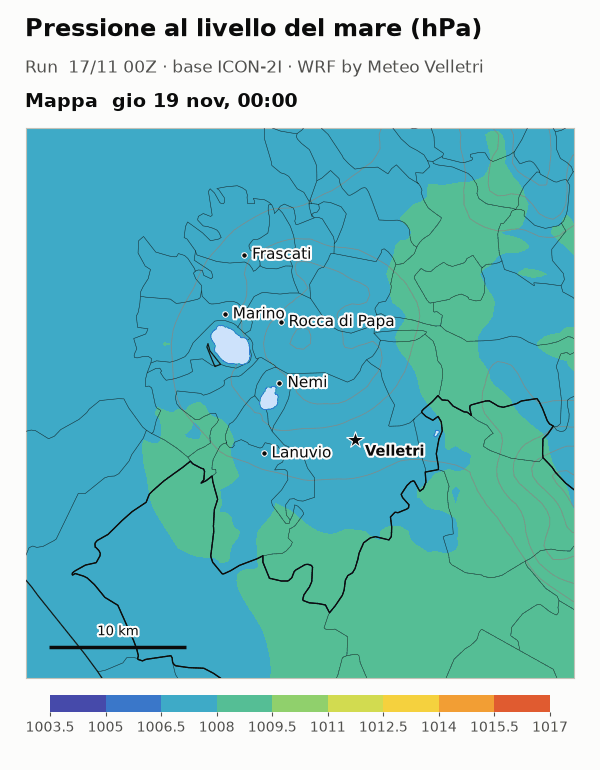 Pressione al livello del mare (hPa)
Run  17/11 00Z · base ICON-2I · WRF by Meteo Velletri
Mappa  gio 19 nov, 00:00
Frascati
Marino
Rocca di Papa
Nemi
Velletri
Lanuvio
10 km
1003.5 1005 1006.5 1008 1009.5 1011 1012.5 1014 1015.5 1017